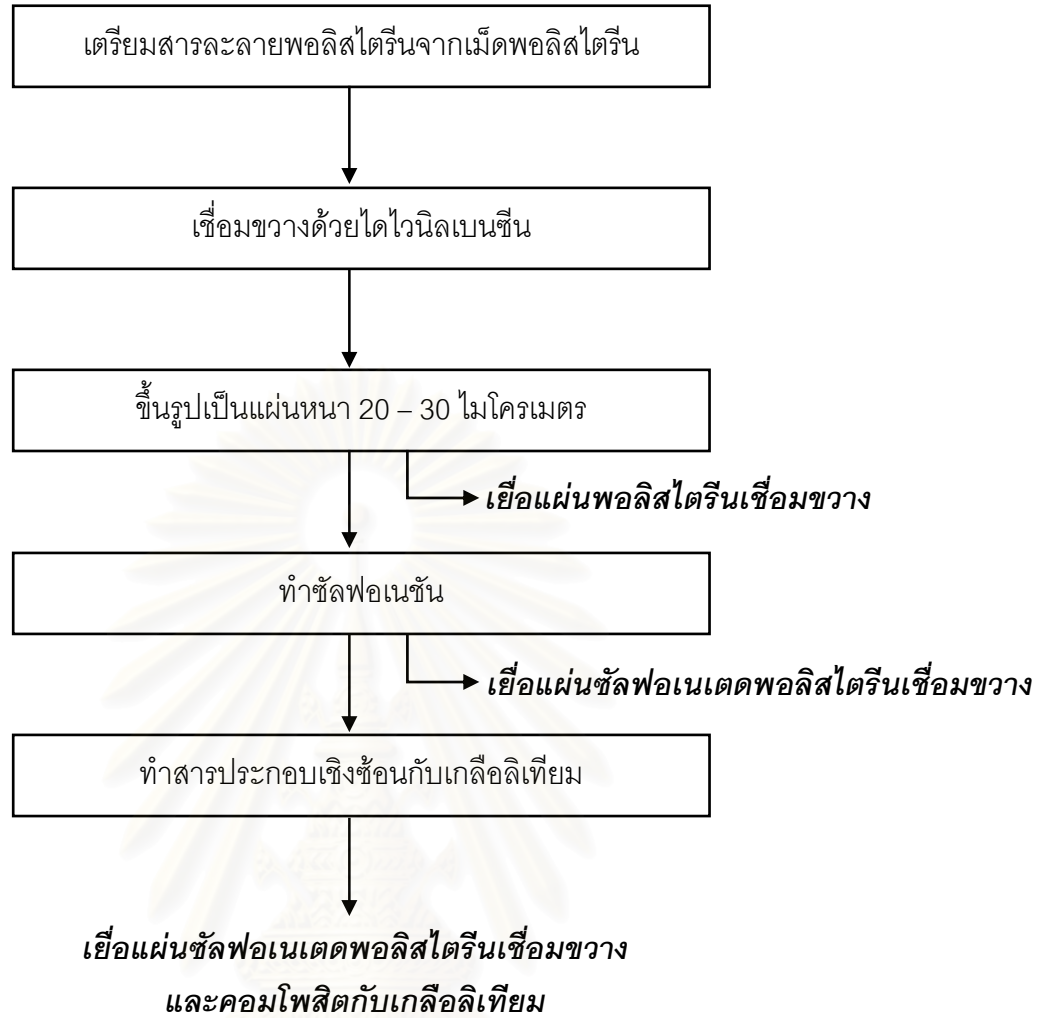 เตรียมสารละลายพอลิสไตรีนจากเม็ดพอลิสไตรีน
เชื่อมขวางด้วยไดไวนิลเบนซีน
ขึ้นรูปเป็นแผ่นหนา 20 – 30 ไมโครเมตร
เยื่อแผ่นพอลิสไตรีนเชื่อมขวาง
ทำซัลฟอเนชัน
เยื่อแผ่นซัลฟอเนเตดพอลิสไตรีนเชื่อมขวาง
ทำสารประกอบเชิงซ้อนกับเกลือลิเทียม
เยื่อแผ่นซัลฟอเนเตดพอลิสไตรีนเชื่อมขวาง
และคอมโพสิตกับเกลือลิเทียม